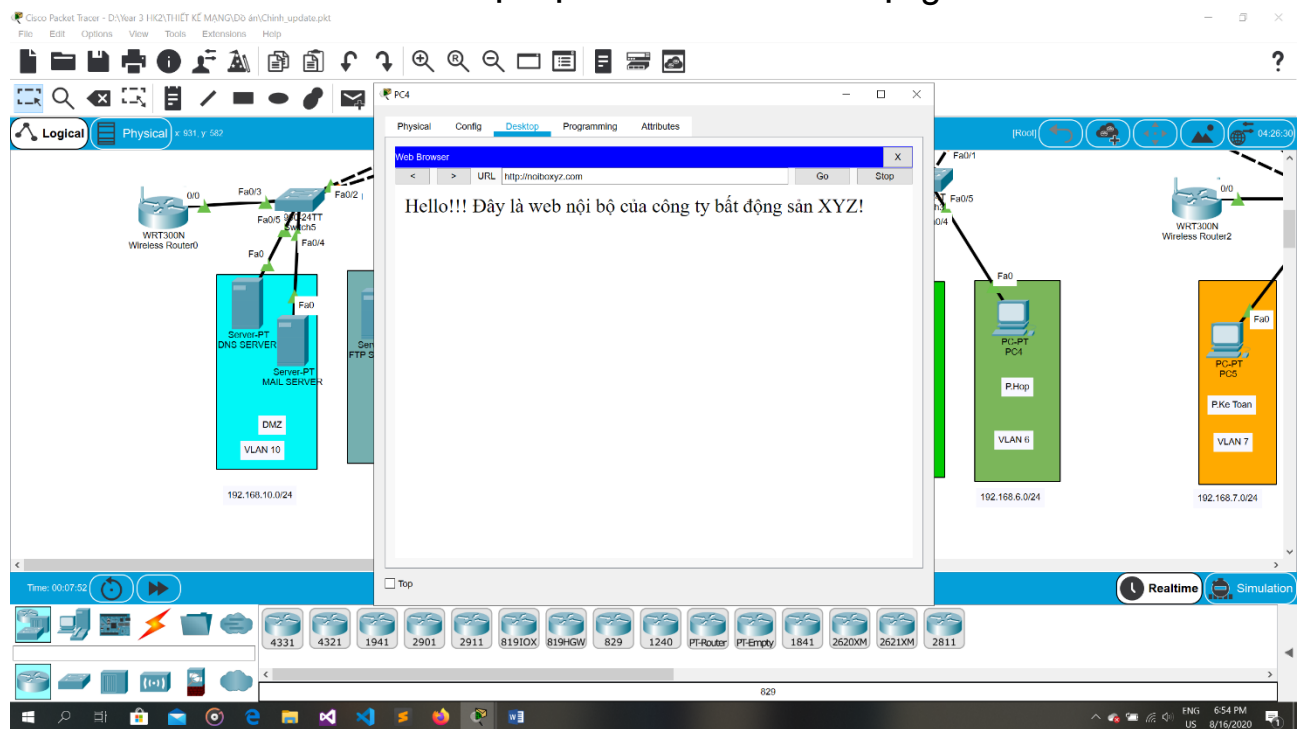 Cisco Packet Tracer - D:\Year 3 HK2\THIẾT KẾ MẠNG\Đồ án\Chinh_update.pkt
File Edit Options View Tools Extensions Help
PC4
Physical Config Desktop Programming Attributes
Logical Physical x: 931, y: 582
[Root] 04:26:30
Web Browser X
< > URL http://noiboxyz.com Go Stop
Hello!!! Đây là web nội bộ của công ty bất động sản XYZ!
0/0 Fa0/3 Fa0/2
Fa0/5
Fa0/4
WRT300N
Wireless Router0
Fa0
Fa0
Server-PT
DNS SERVER
Server-PT
MAIL SERVER
DMZ
VLAN 10
192.168.10.0/24
Fa0/1
Fa0/5
Fa0
PC-PT
PC4
P.Hop
VLAN 6
192.168.6.0/24
0/0
WRT300N
Wireless Router2
Fa0
PC-PT
PC5
P.Ke Toan
VLAN 7
192.168.7.0/24
Top
Time: 00:07:52 Realtime Simulation
4331 4321 1941 2901 2911 819IOX 819HGW 829 1240 PT-Router PT-Empty 1841 2620XM 2621XM 2811
829
ENG 6:54 PM
US 8/16/2020